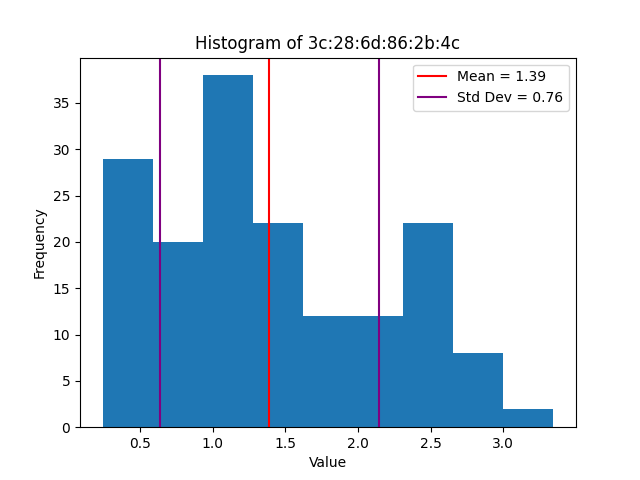 Histogram of 3c:28:6d:86:2b:4c
Mean = 1.39
Std Dev = 0.76
Frequency
35
30
25
20
15
10
5
0
0.5 1.0 1.5 2.0 2.5 3.0
Value